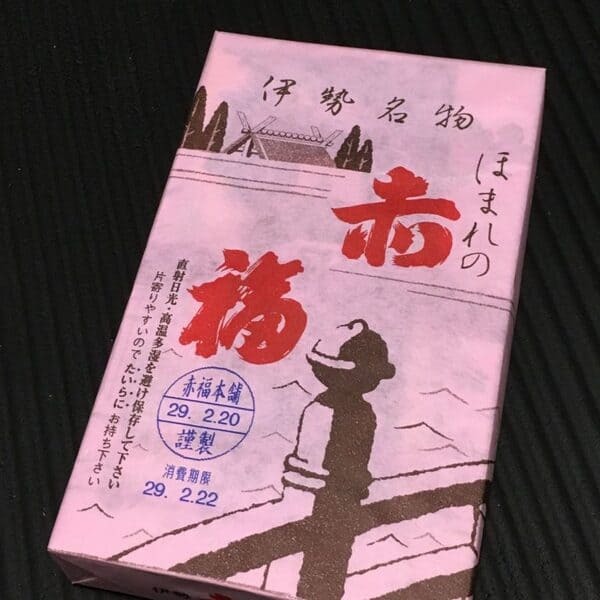 伊勢名物
ほまれの
赤
福
直射日光・高温多湿を避け保存して下さい
片寄りやすいのでたいらにお持ち下さい
赤福本舗
29. 2.20
謹製
消費期限
29. 2.22
伊勢
赤